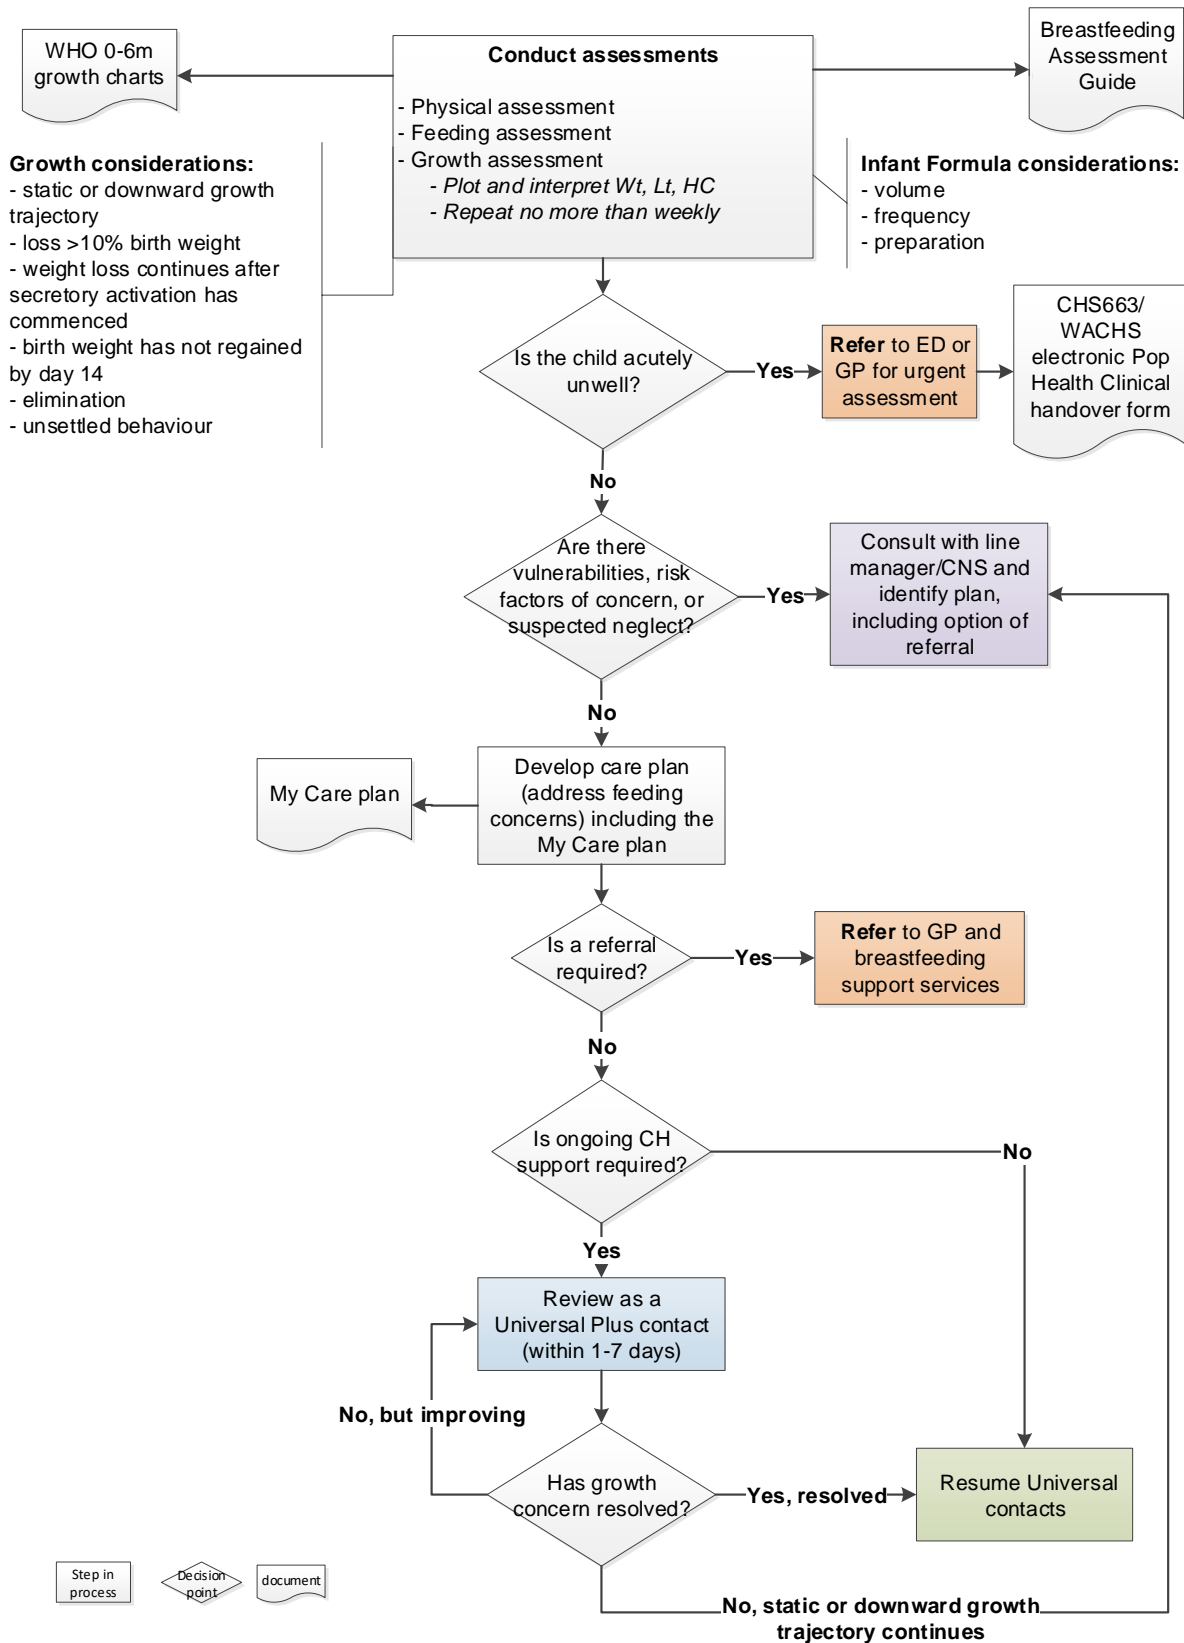 WHO 0-6m
growth charts
Conduct assessments
- Physical assessment
- Feeding assessment
- Growth assessment
- Plot and interpret Wt, Lt, HC
- Repeat no more than weekly
Breastfeeding
Assessment
Guide
Growth considerations:
- static or downward growth
trajectory
- loss >10% birth weight
- weight loss continues after
secretory activation has
commenced
- birth weight has not regained
by day 14
- elimination
- unsettled behaviour
Infant Formula considerations:
- volume
- frequency
- preparation
Is the child acutely
unwell?
Yes
Refer to ED or
GP for urgent
assessment
CHS663/
WACHS
electronic Pop
Health Clinical
handover form
No
Are there
vulnerabilities, risk
factors of concern, or
suspected neglect?
Yes
Consult with line
manager/CNS and
identify plan,
including option of
referral
No
Develop care plan
(address feeding
concerns) including the
My Care plan
My Care plan
Is a referral
required?
Yes
Refer to GP and
breastfeeding
support services
No
Is ongoing CH
support required?
No
Yes
Review as a
Universal Plus contact
(within 1-7 days)
No, but improving
Has growth
concern resolved?
Yes, resolved
Resume Universal
contacts
No, static or downward growth
trajectory continues
Step in
process
Decision
point
document